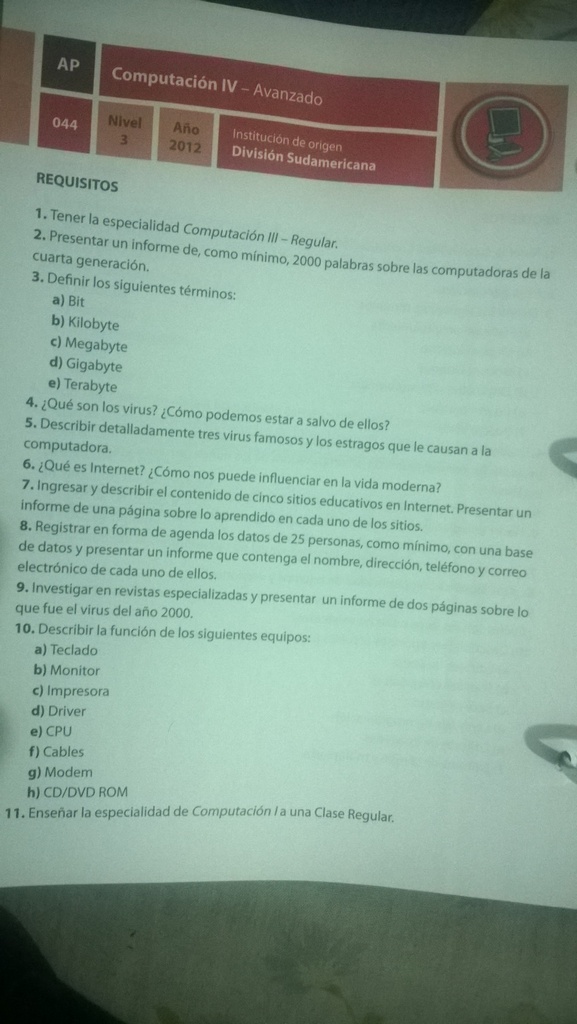 AP
Computación IV – Avanzado
044
Nivel
3
Año
2012
Institución de origen
División Sudamericana
REQUISITOS
1. Tener la especialidad Computación III – Regular.
2. Presentar un informe de, como mínimo, 2000 palabras sobre las computadoras de la
cuarta generación.
3. Definir los siguientes términos:
a) Bit
b) Kilobyte
c) Megabyte
d) Gigabyte
e) Terabyte
4. ¿Qué son los virus? ¿Cómo podemos estar a salvo de ellos?
5. Describir detalladamente tres virus famosos y los estragos que le causan a la
computadora.
6. ¿Qué es Internet? ¿Cómo nos puede influenciar en la vida moderna?
7. Ingresar y describir el contenido de cinco sitios educativos en Internet. Presentar un
informe de una página sobre lo aprendido en cada uno de los sitios.
8. Registrar en forma de agenda los datos de 25 personas, como mínimo, con una base
de datos y presentar un informe que contenga el nombre, dirección, teléfono y correo
electrónico de cada uno de ellos.
9. Investigar en revistas especializadas y presentar un informe de dos páginas sobre lo
que fue el virus del año 2000.
10. Describir la función de los siguientes equipos:
a) Teclado
b) Monitor
c) Impresora
d) Driver
e) CPU
f) Cables
g) Modem
h) CD/DVD ROM
11. Enseñar la especialidad de Computación I a una Clase Regular.